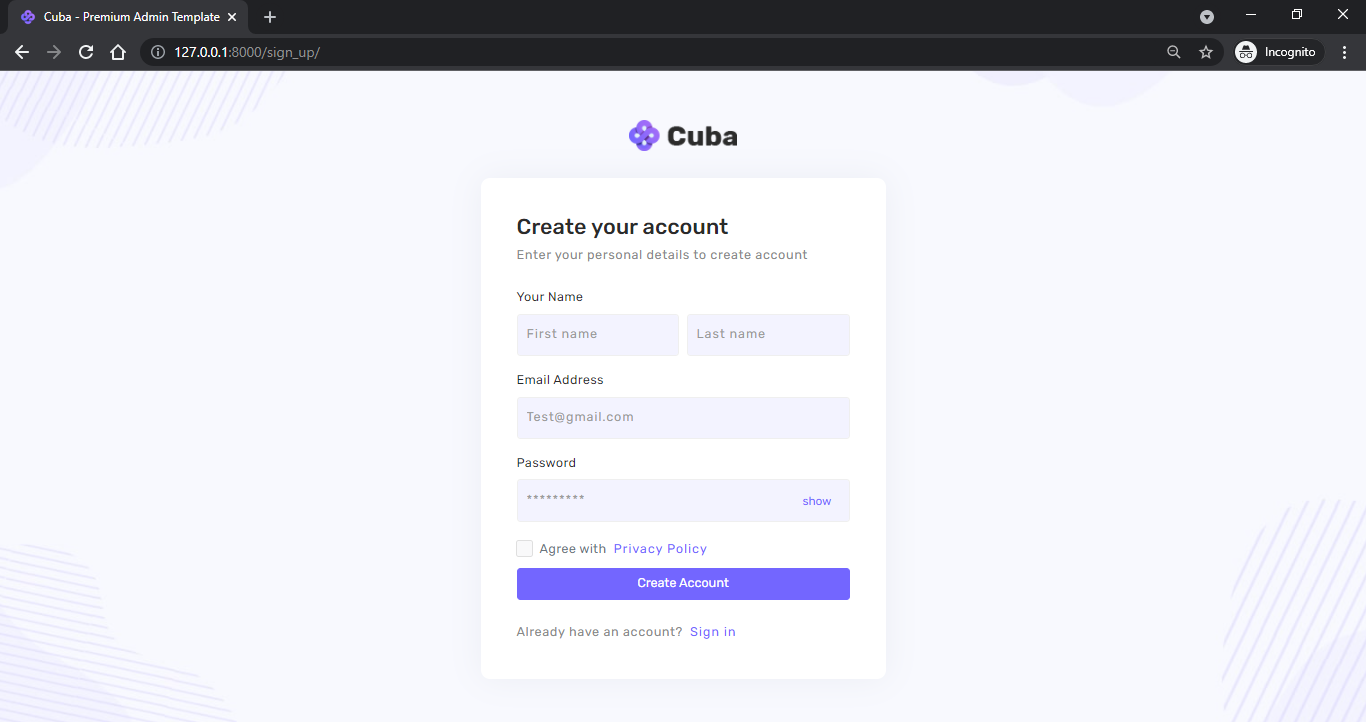 Cuba - Premium Admin Template
127.0.0.1:8000/sign_up/
Incognito
Cuba
Create your account
Enter your personal details to create account
Your Name
First name Last name
Email Address
Test@gmail.com
Password
********* show
Agree with Privacy Policy
Create Account
Already have an account? Sign in